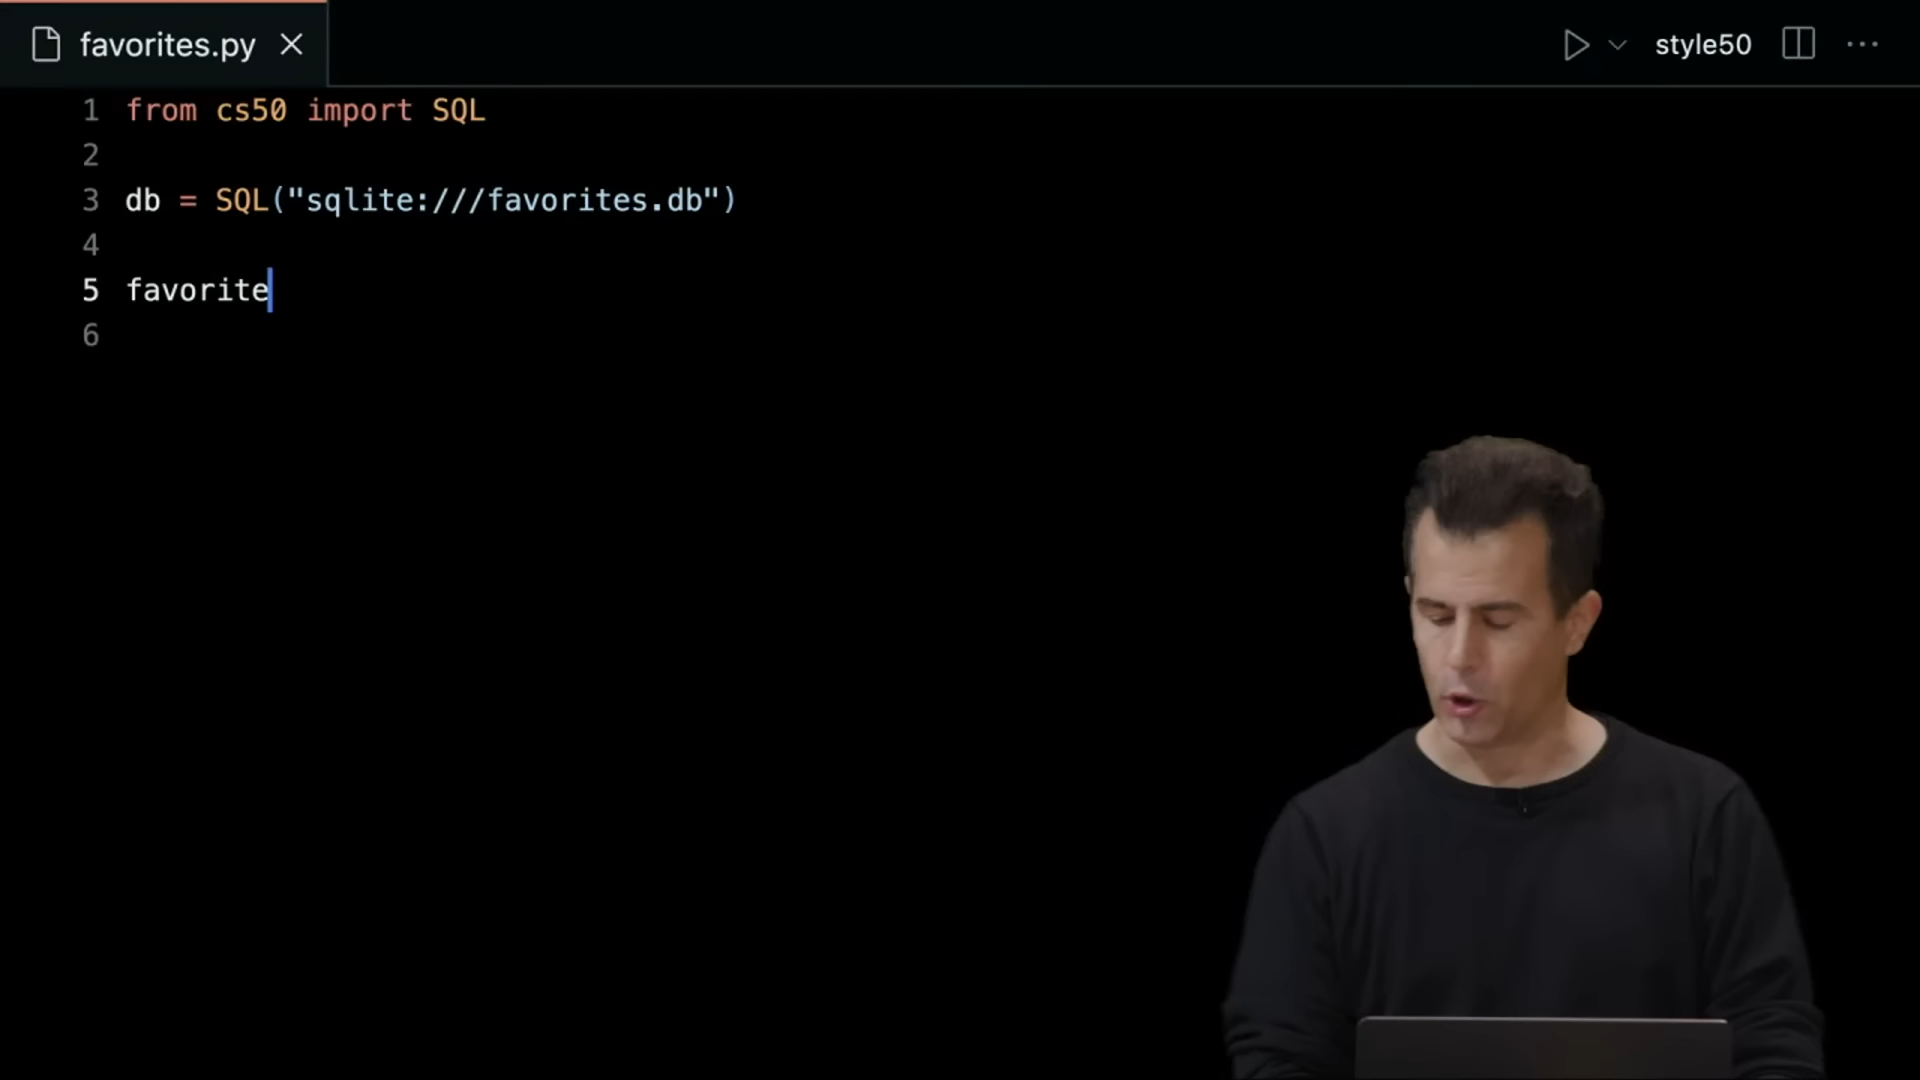 favorites.py
style50
1 from cs50 import SQL
2
3 db = SQL("sqlite:///favorites.db")
4
5 favorite
6